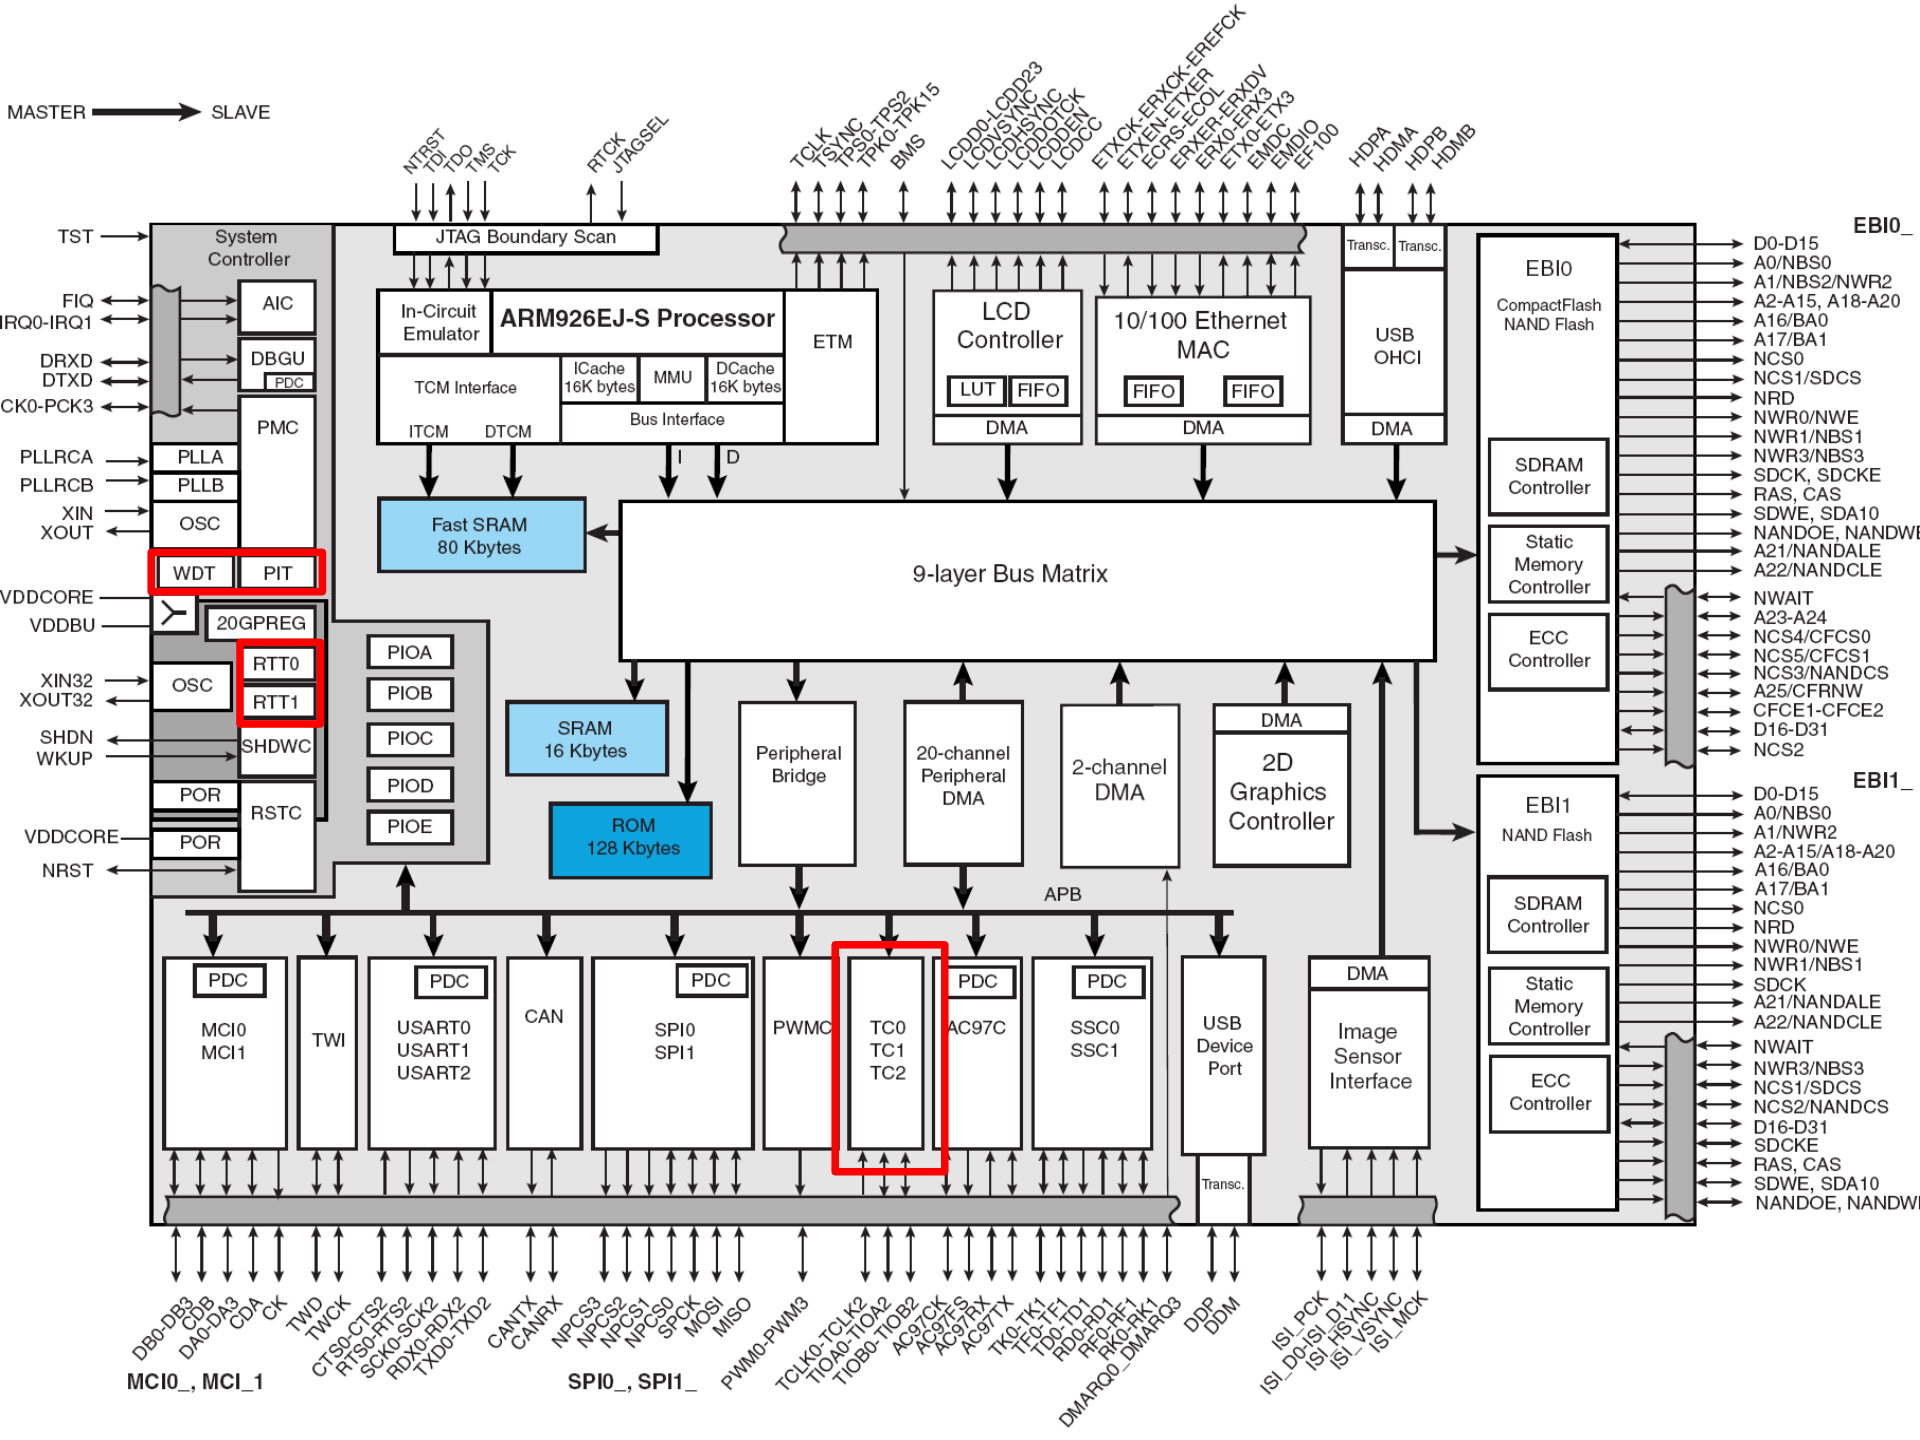 MASTER
SLAVE
NTRST
TDI
TDO
TMS
TCK
RTCK
JTAGSEL
TCLK
TSYNC
TPS0-TPS2
TPK0-TPK15
BMS
LCDD0-LCDD23
LCDVSYNC
LCDHSYNC
LCDDOTCK
LCDDEN
LCDCC
ETXCK-ERXCK-EREFCK
ETXEN-ETXER
ECRS-ECOL
ERXER-ERXDV
ERX0-ERX3
ETX0-ETX3
EMDC
EMDIO
EF100
HDPA
HDMA
HDPB
HDMB
TST
FIQ
IRQ0-IRQ1
DRXD
DTXD
CK0-PCK3
PLLRCA
PLLRCB
XIN
XOUT
VDDCORE
VDDBU
XIN32
XOUT32
SHDN
WKUP
VDDCORE
NRST
System
Controller
AIC
DBGU
PDC
PMC
PLLA
PLLB
OSC
WDT
PIT
20GPREG
RTT0
OSC
RTT1
SHDWC
POR
RSTC
POR
PIOA
PIOB
PIOC
PIOD
PIOE
JTAG Boundary Scan
In-Circuit
Emulator
ARM926EJ-S Processor
ETM
TCM Interface
ICache
16K bytes
MMU
DCache
16K bytes
Bus Interface
ITCM
DTCM
I
D
LCD
Controller
LUT
FIFO
DMA
10/100 Ethernet
MAC
FIFO
FIFO
DMA
Transc.
Transc.
USB
OHCI
DMA
Fast SRAM
80 Kbytes
9-layer Bus Matrix
SRAM
16 Kbytes
ROM
128 Kbytes
Peripheral
Bridge
20-channel
Peripheral
DMA
2-channel
DMA
DMA
2D
Graphics
Controller
APB
EBI0
CompactFlash
NAND Flash
SDRAM
Controller
Static
Memory
Controller
ECC
Controller
EBI1
NAND Flash
SDRAM
Controller
Static
Memory
Controller
ECC
Controller
EBI0_
D0-D15
A0/NBS0
A1/NBS2/NWR2
A2-A15, A18-A20
A16/BA0
A17/BA1
NCS0
NCS1/SDCS
NRD
NWR0/NWE
NWR1/NBS1
NWR3/NBS3
SDCK, SDCKE
RAS, CAS
SDWE, SDA10
NANDOE, NANDWE
A21/NANDALE
A22/NANDCLE
NWAIT
A23-A24
NCS4/CFCS0
NCS5/CFCS1
NCS3/NANDCS
A25/CFRNW
CFCE1-CFCE2
D16-D31
NCS2
EBI1_
D0-D15
A0/NBS0
A1/NWR2
A2-A15/A18-A20
A16/BA0
A17/BA1
NCS0
NRD
NWR0/NWE
NWR1/NBS1
SDCK
A21/NANDALE
A22/NANDCLE
NWAIT
NWR3/NBS3
NCS1/SDCS
NCS2/NANDCS
D16-D31
SDCKE
RAS, CAS
SDWE, SDA10
NANDOE, NANDWE
PDC
MCI0
MCI1
TWI
PDC
USART0
USART1
USART2
CAN
PDC
SPI0
SPI1
PWMC
TC0
TC1
TC2
PDC
AC97C
PDC
SSC0
SSC1
USB
Device
Port
Transc.
DMA
Image
Sensor
Interface
DB0-DB3
CDB
DA0-DA3
CDA
CK
TWD
TWCK
CTS0-CTS2
RTS0-RTS2
SCK0-SCK2
RDX0-RDX2
TXD0-TXD2
CANTX
CANRX
NPCS3
NPCS2
NPCS1
NPCS0
SPCK
MOSI
MISO
PWM0-PWM3
TCLK0-TCLK2
TIOA0-TIOA2
TIOB0-TIOB2
AC97CK
AC97FS
AC97RX
AC97TX
TK0-TK1
TF0-TF1
TD0-TD1
RD0-RD1
RF0-RF1
RK0-RK1
DMARQ0_DMARQ3
DDP
DDM
ISI_PCK
ISI_D0-ISI_D11
ISI_HSYNC
ISI_VSYNC
ISI_MCK
MCI0_, MCI_1
SPI0_, SPI1_